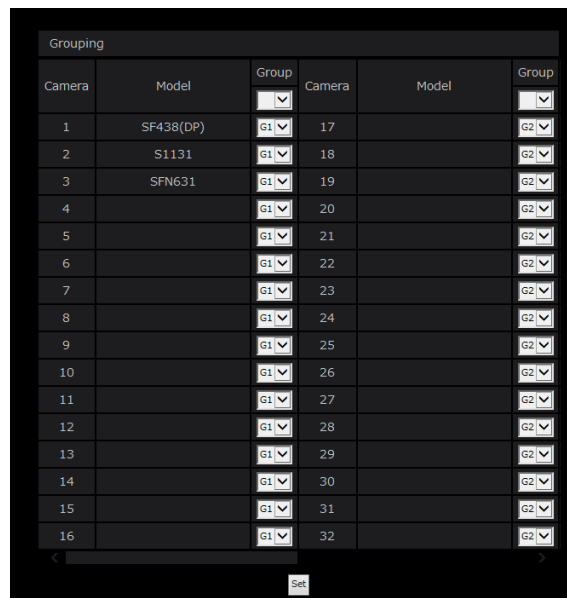 Grouping
Camera Model Group Camera Model Group
1 SF438(DP) G1 17 G2
2 S1131 G1 18 G2
3 SFN631 G1 19 G2
4 G1 20 G2
5 G1 21 G2
6 G1 22 G2
7 G1 23 G2
8 G1 24 G2
9 G1 25 G2
10 G1 26 G2
11 G1 27 G2
12 G1 28 G2
13 G1 29 G2
14 G1 30 G2
15 G1 31 G2
16 G1 32 G2
Set